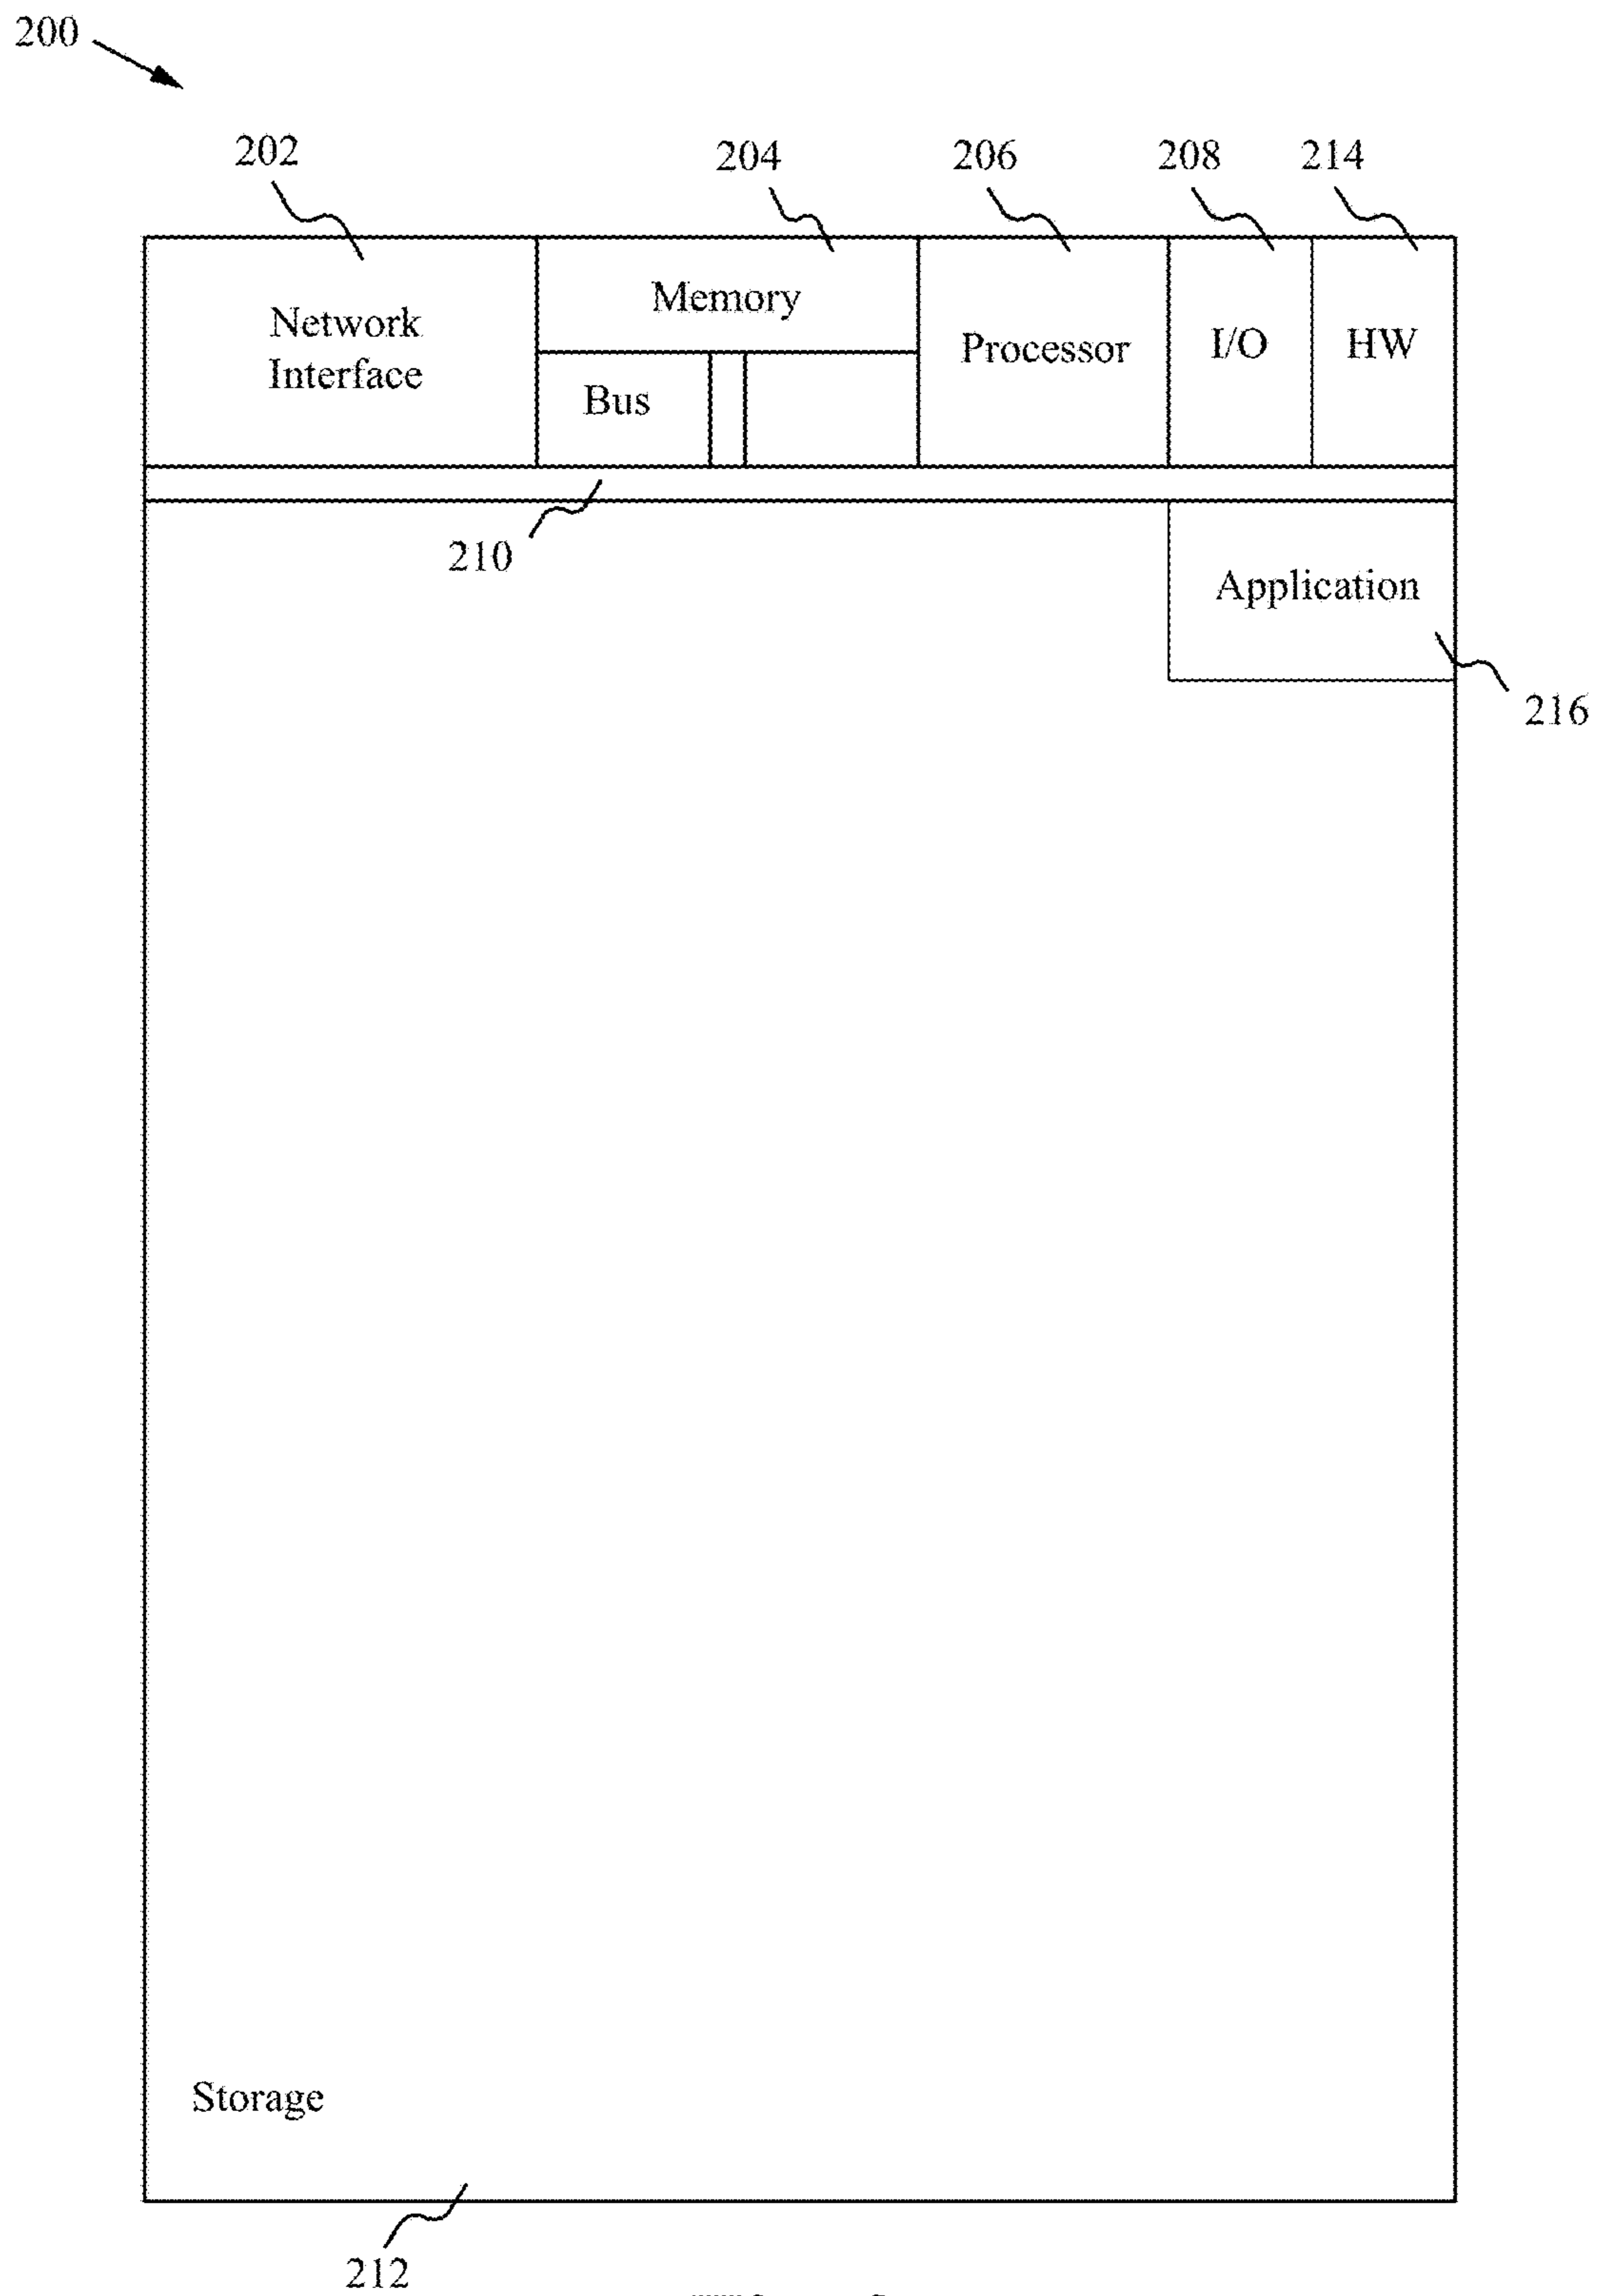 200
202
204
206
208
214
Network
Interface
Memory
Processor
I/O
HW
Bus
210
Application
216
Storage
212